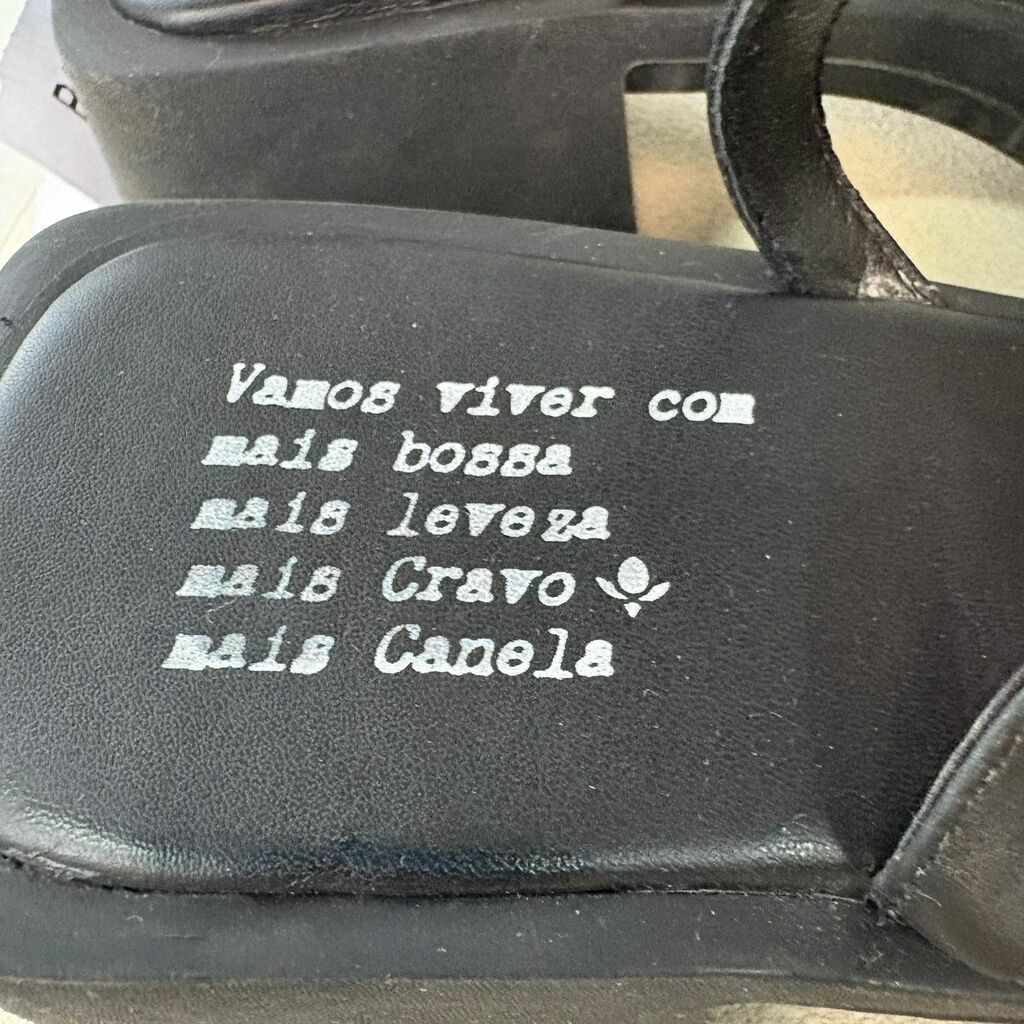 Vamos viver com
mais bossa
mais leveza
mais Cravo
mais Canela